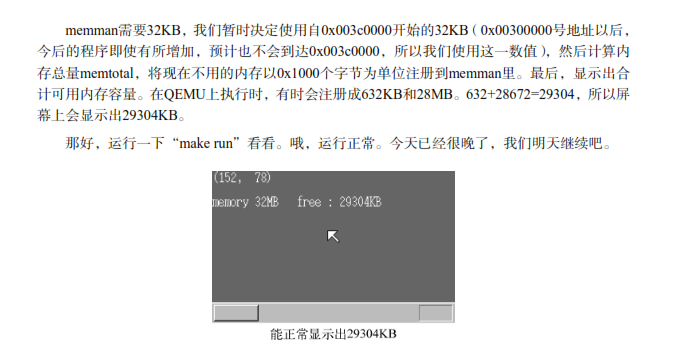 memman需要32KB，我们暂时决定使用自0x003c0000开始的32KB（0x00300000号地址以后，
今后的程序即使有所增加，预计也不会到达0x003c0000，所以我们使用这一数值），然后计算内
存总量memtotal，将现在不用的内存以0x1000个字节为单位注册到memman里。最后，显示出合
计可用内存容量。在QEMU上执行时，有时会注册成632KB和28MB。632+28672=29304，所以屏
幕上会显示出29304KB。
那好，运行一下“make run”看看。哦，运行正常。今天已经很晚了，我们明天继续吧。
(152, 78)
memory 32MB free : 29304KB
能正常显示出29304KB